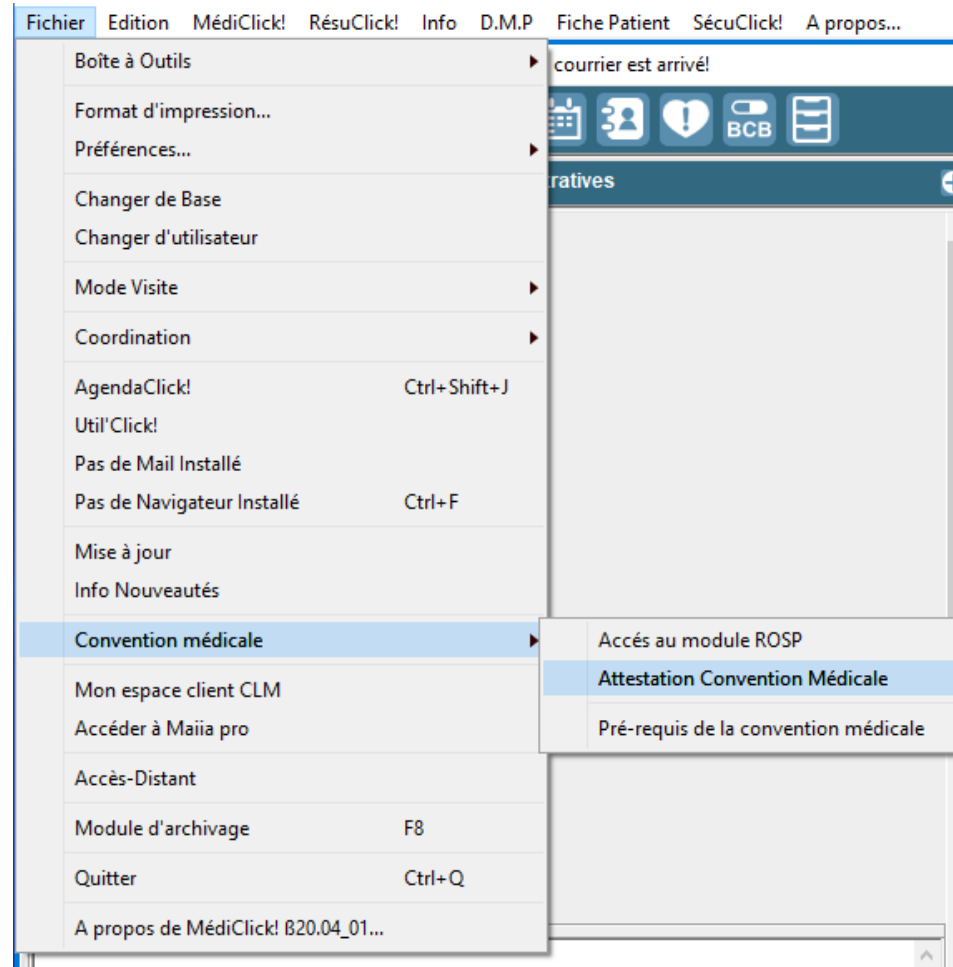 Fichier Edition MédiClick! RésuClick! Info D.M.P Fiche Patient SécuClick! A propos...
Boîte à Outils
courrier est arrivé!
Format d'impression...
BCB
Préférences...
tratives
Changer de Base
Changer d'utilisateur
Mode Visite
Coordination
AgendaClick! Ctrl+Shift+J
Util'Click!
Pas de Mail Installé
Pas de Navigateur Installé Ctrl+F
Mise à jour
Info Nouveautés
Convention médicale
Accés au module ROSP
Attestation Convention Médicale
Pré-requis de la convention médicale
Mon espace client CLM
Accéder à Maiia pro
Accès-Distant
Module d'archivage F8
Quitter Ctrl+Q
A propos de MédiClick! ß20.04_01...